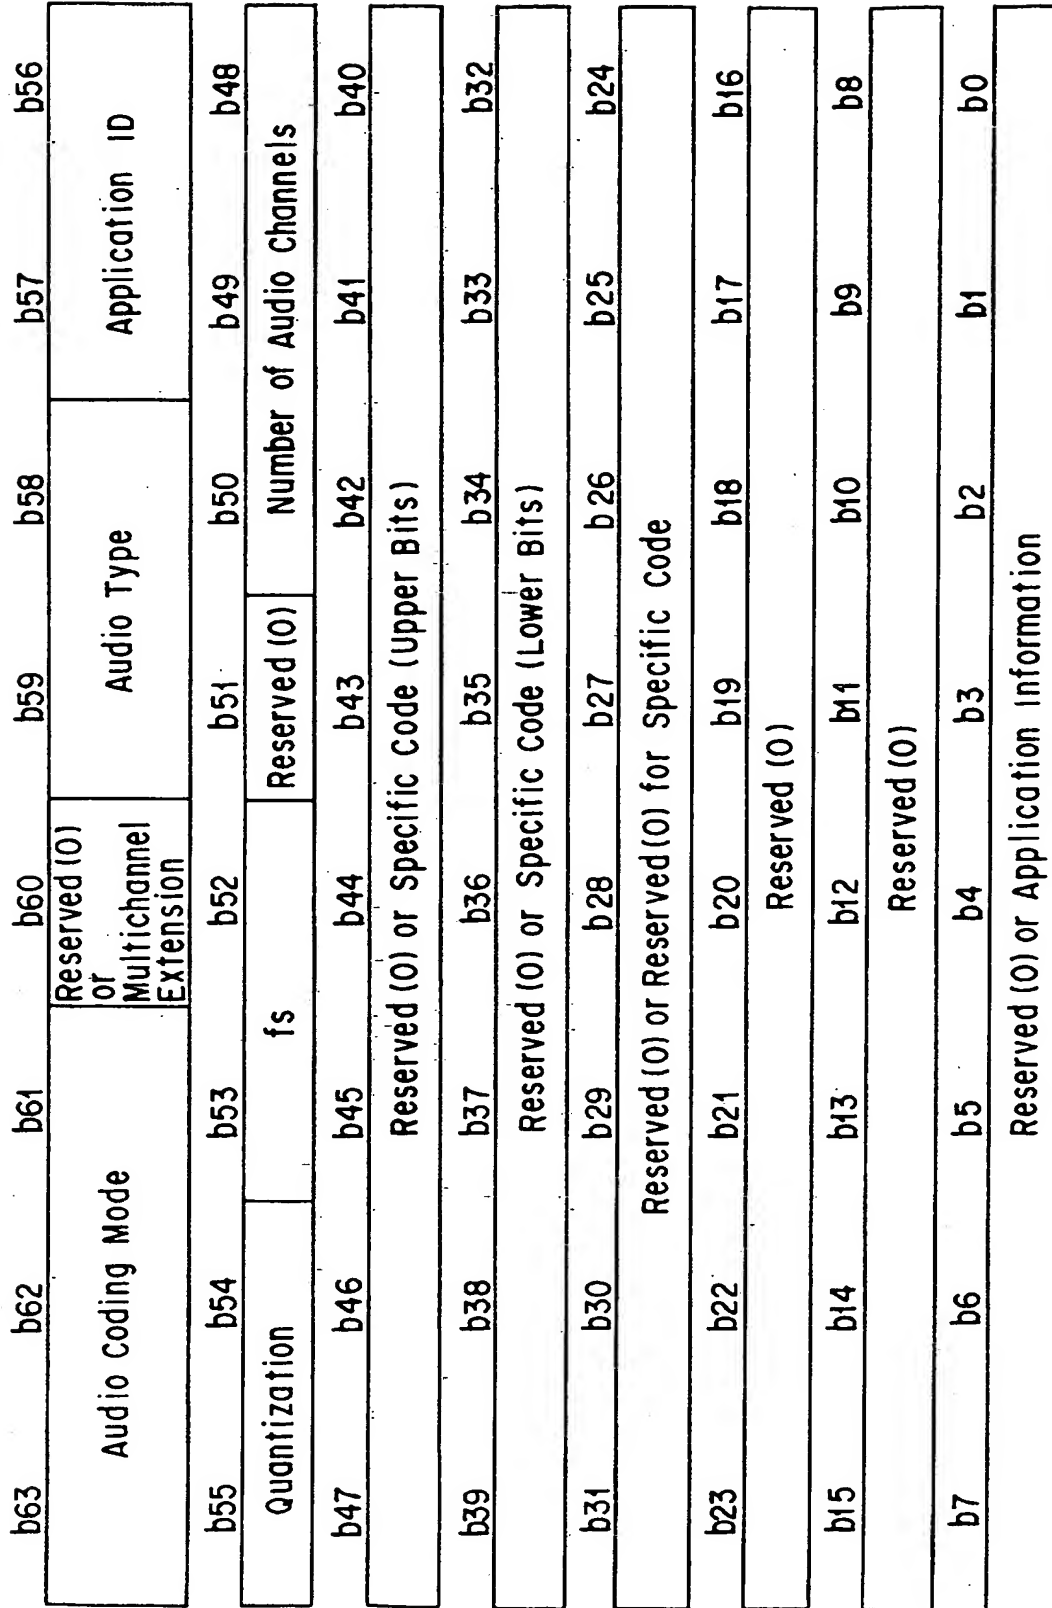 b63 b62 b61 b60 b59 b58 b57 b56
Audio Coding Mode
Reserved (0)
or
Multichannel
Extension
Audio Type
Application ID
b55 b54 b53 b52 b51 b50 b49 b48
Quantization
fs
Reserved (0)
Number of Audio Channels
b47 b46 b45 b44 b43 b42 b41 b40
Reserved (0) or Specific Code (Upper Bits)
b39 b38 b37 b36 b35 b34 b33 b32
Reserved (0) or Specific Code (Lower Bits)
b31 b30 b29 b28 b27 b26 b25 b24
Reserved (0) or Reserved (0) for Specific Code
b23 b22 b21 b20 b19 b18 b17 b16
Reserved (0)
b15 b14 b13 b12 b11 b10 b9 b8
Reserved (0)
b7 b6 b5 b4 b3 b2 b1 b0
Reserved (0) or Application Information